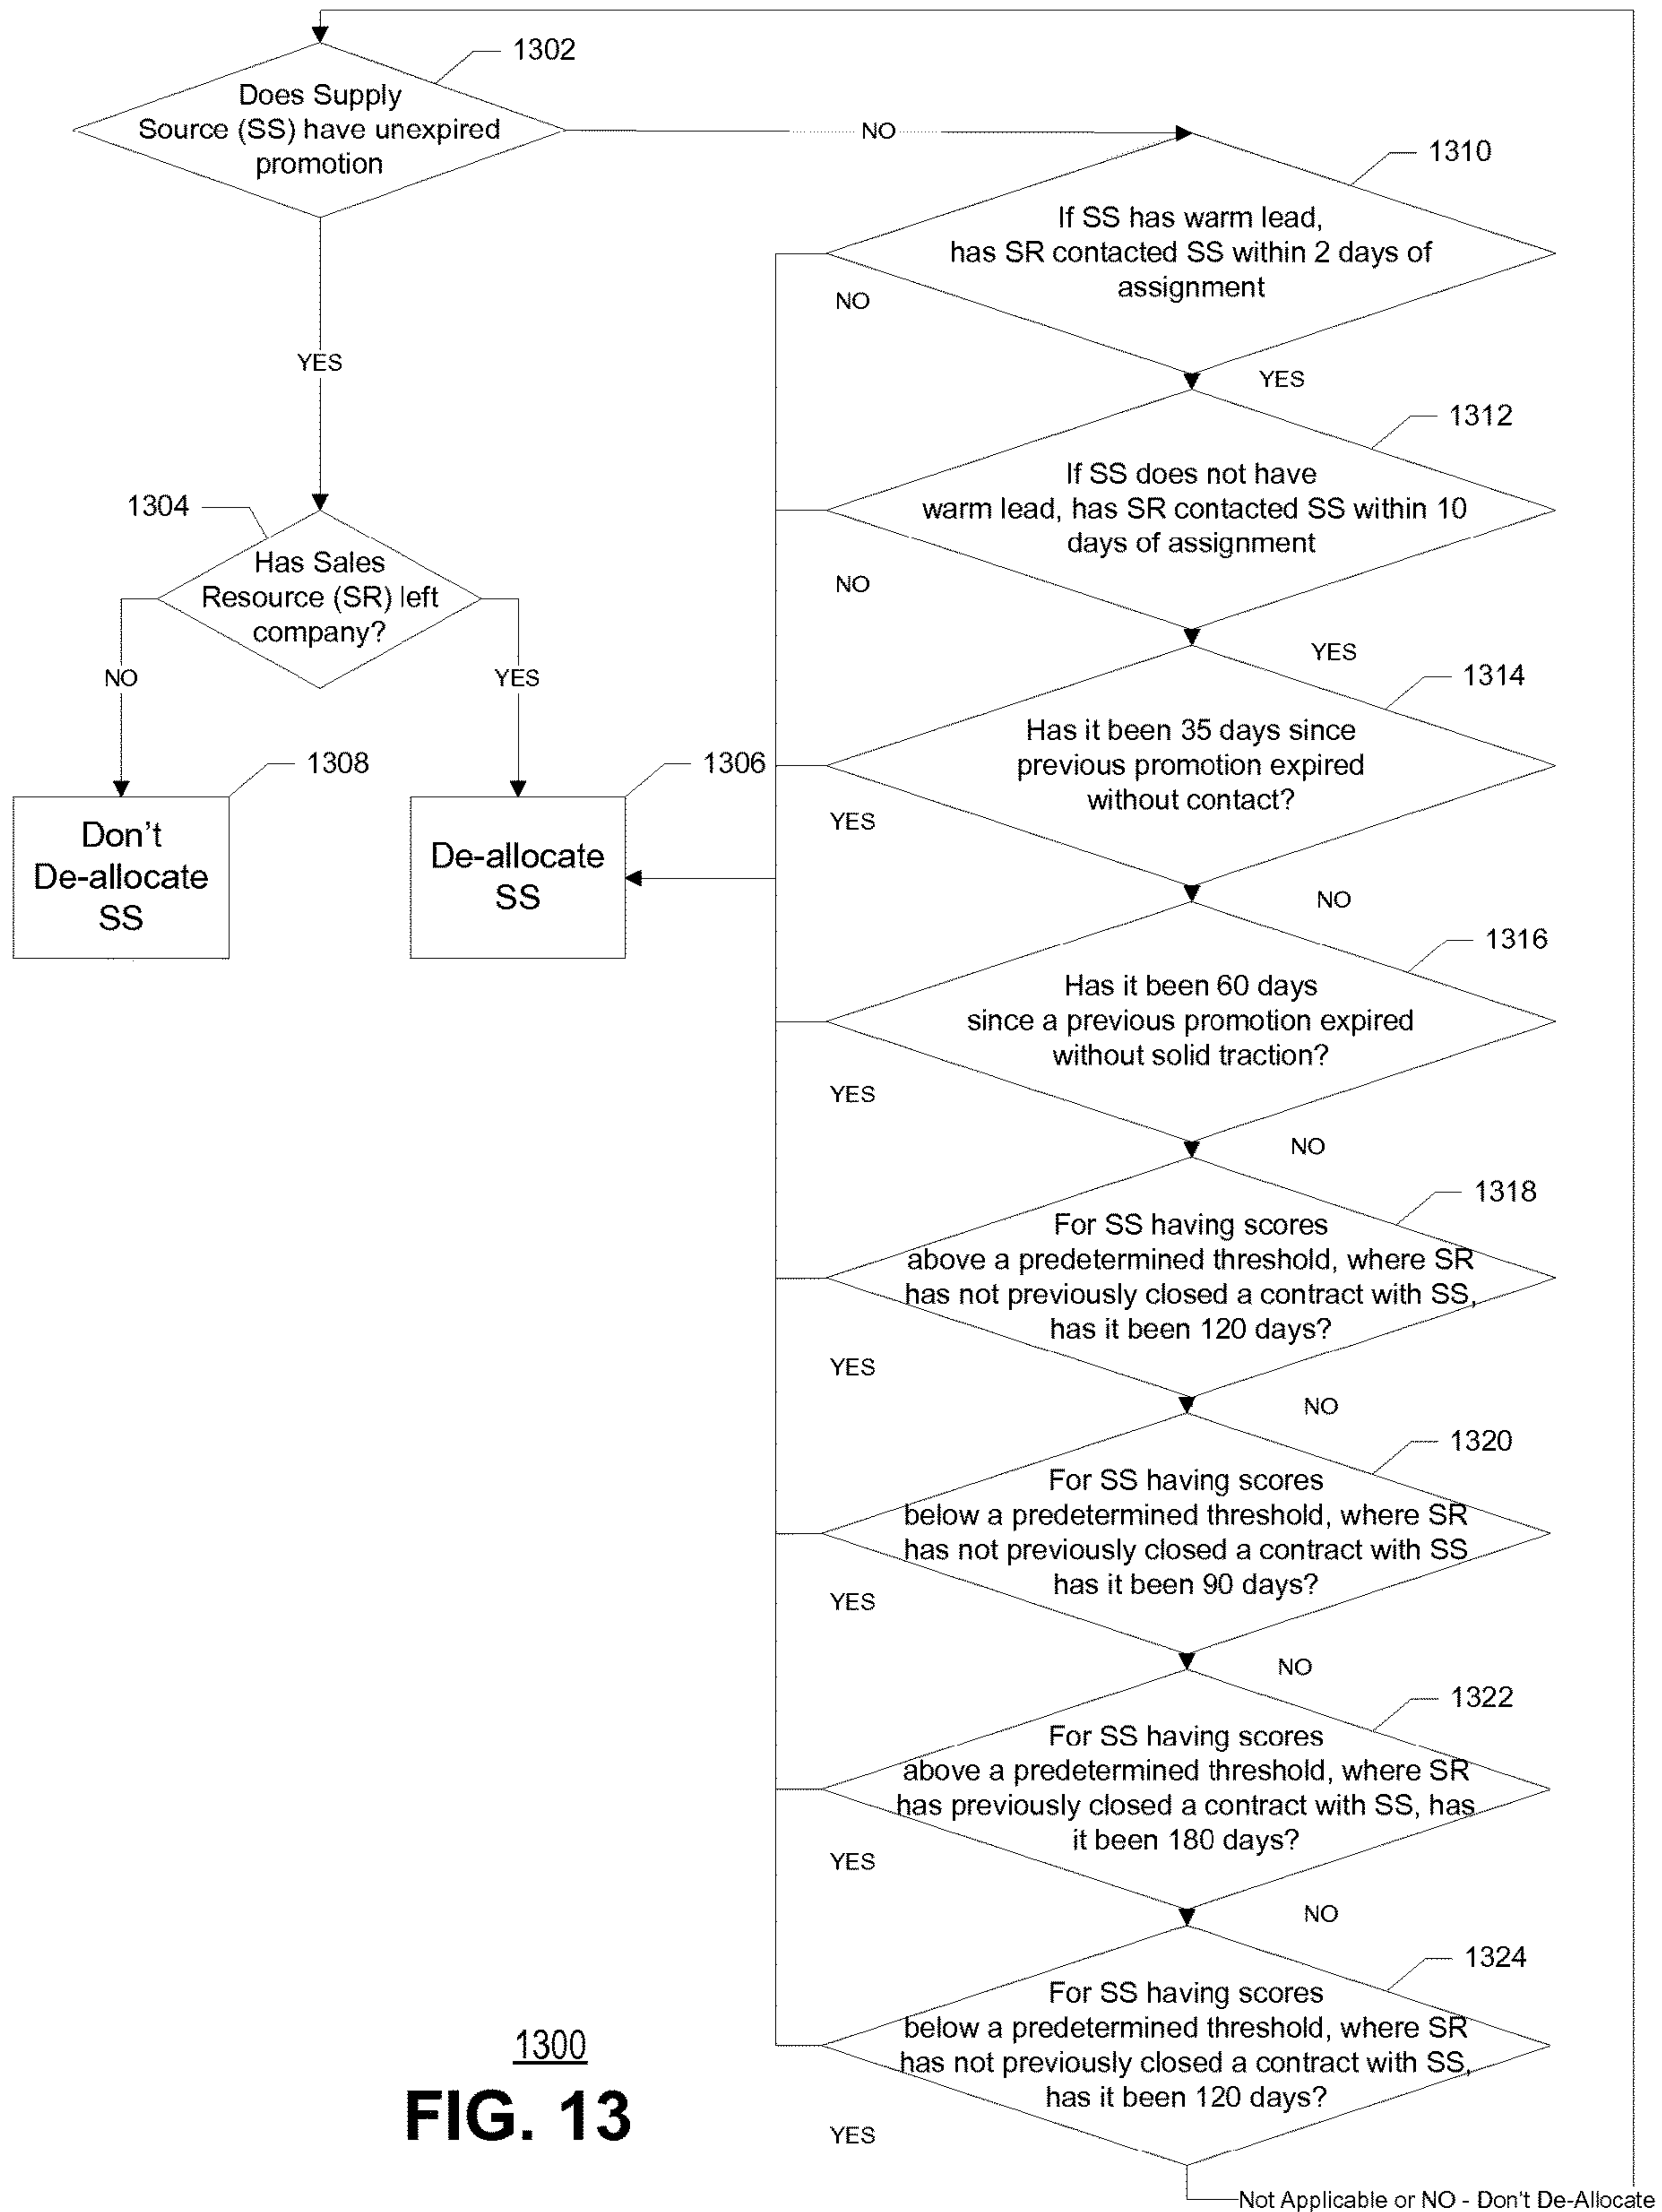 1302
Does Supply
Source (SS) have unexpired
promotion
NO
YES
1304
Has Sales
Resource (SR) left
company?
NO
YES
1308
Don't
De-allocate
SS
1306
De-allocate
SS
1310
If SS has warm lead,
has SR contacted SS within 2 days of
assignment
NO
YES
1312
If SS does not have
warm lead, has SR contacted SS within 10
days of assignment
NO
YES
1314
Has it been 35 days since
previous promotion expired
without contact?
YES
NO
1316
Has it been 60 days
since a previous promotion expired
without solid traction?
YES
NO
1318
For SS having scores
above a predetermined threshold, where SR
has not previously closed a contract with SS,
has it been 120 days?
YES
NO
1320
For SS having scores
below a predetermined threshold, where SR
has not previously closed a contract with SS
has it been 90 days?
YES
NO
1322
For SS having scores
above a predetermined threshold, where SR
has previously closed a contract with SS, has
it been 180 days?
YES
NO
1324
For SS having scores
below a predetermined threshold, where SR
has not previously closed a contract with SS,
has it been 120 days?
YES
Not Applicable or NO - Don't De-Allocate
1300
FIG. 13